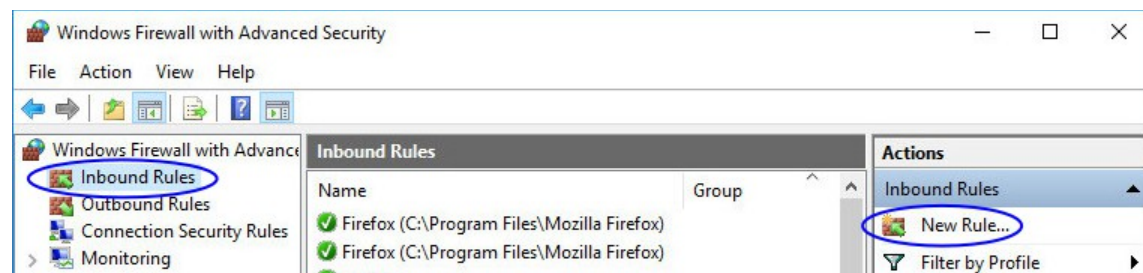 Windows Firewall with Advanced Security
File Action View Help
Windows Firewall with Advance
Inbound Rules
Outbound Rules
Connection Security Rules
Monitoring
Inbound Rules
Name Group
Firefox (C:\Program Files\Mozilla Firefox)
Firefox (C:\Program Files\Mozilla Firefox)
Actions
Inbound Rules
New Rule...
Filter by Profile